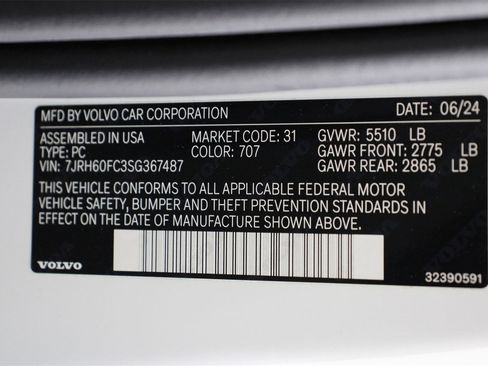 MFD BY VOLVO CAR CORPORATION DATE: 06/24
ASSEMBLED IN USA MARKET CODE: 31 GVWR: 5510 LB
TYPE: PC COLOR: 707 GAWR FRONT: 2775 LB
VIN: 7JRH60FC3SG367487 GAWR REAR: 2865 LB
THIS VEHICLE CONFORMS TO ALL APPLICABLE FEDERAL MOTOR
VEHICLE SAFETY, BUMPER AND THEFT PREVENTION STANDARDS IN
EFFECT ON THE DATE OF MANUFACTURE SHOWN ABOVE.
VOLVO 32390591